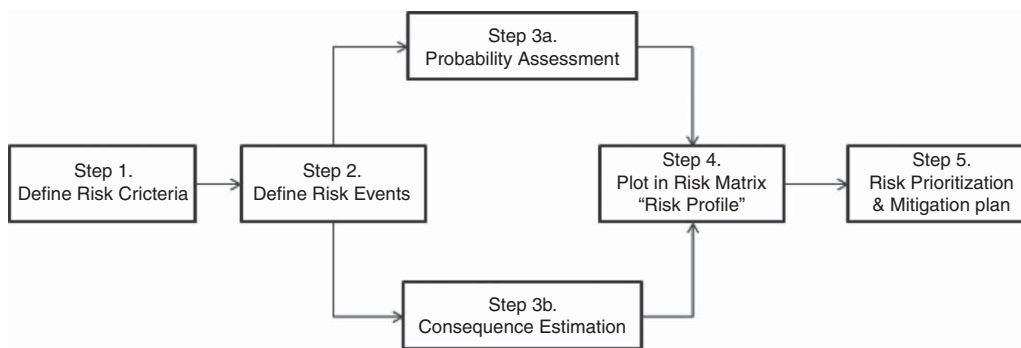 Step 1.
Define Risk Cricteria
Step 2.
Define Risk Events
Step 3a.
Probability Assessment
Step 3b.
Consequence Estimation
Step 4.
Plot in Risk Matrix
“Risk Profile”
Step 5.
Risk Prioritization
& Mitigation plan